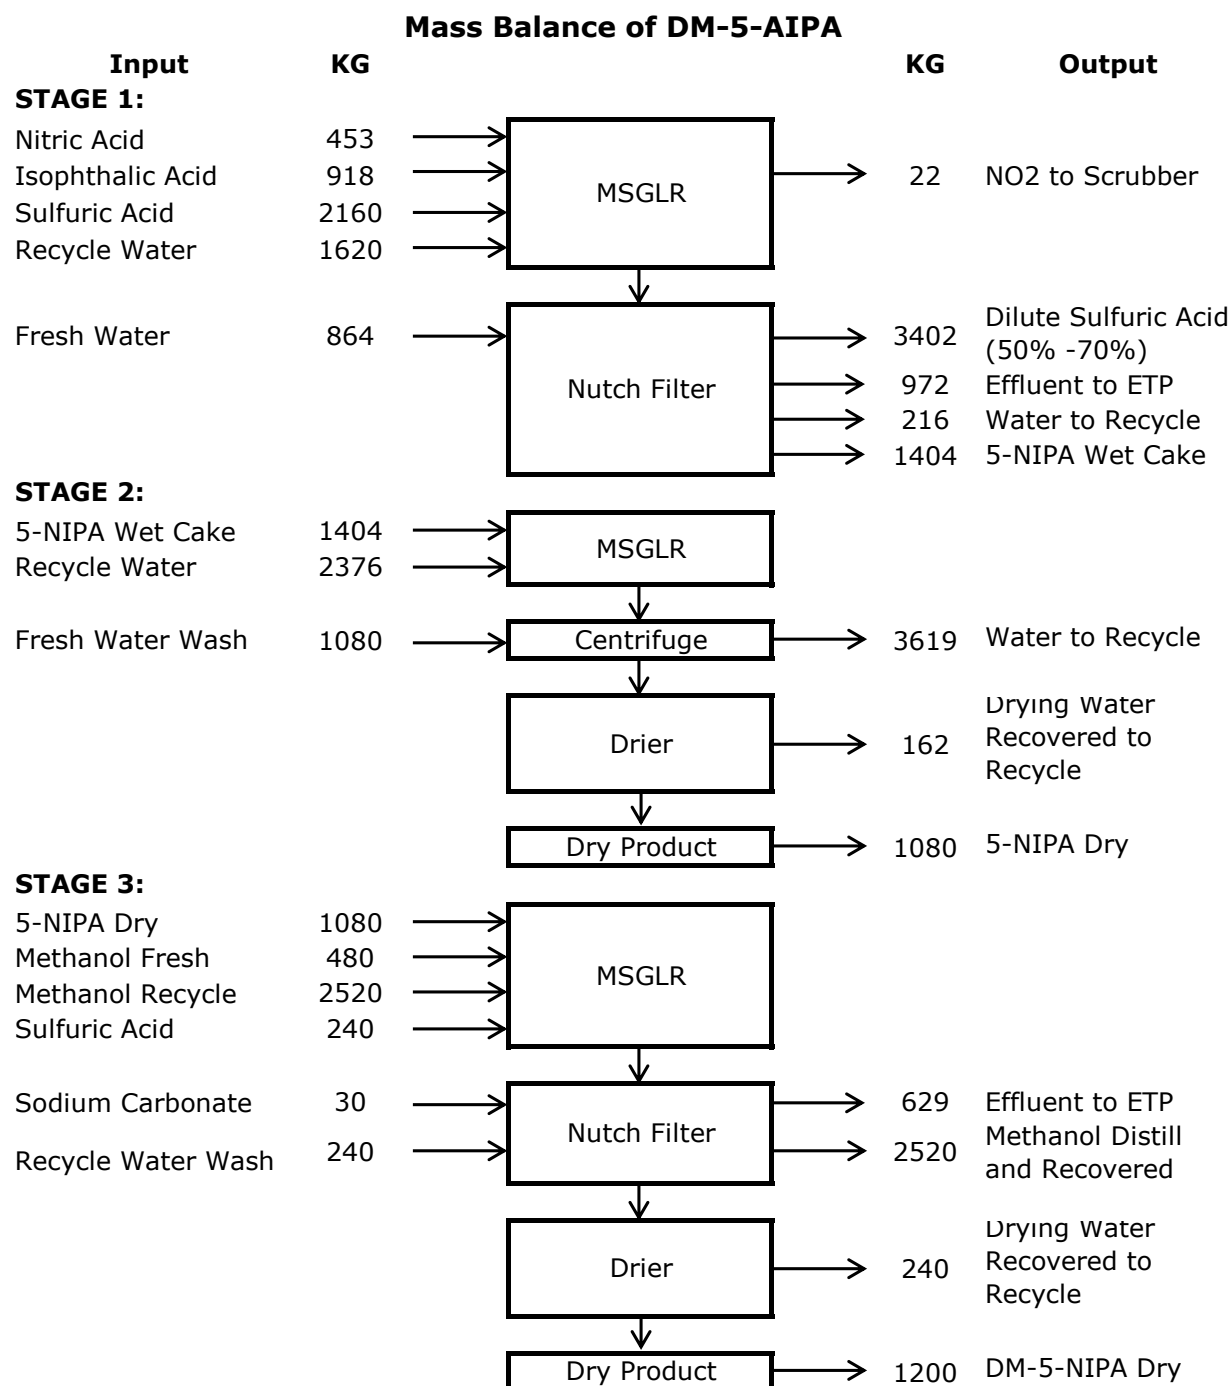 Mass Balance of DM-5-AIPA
Input KG KG Output
STAGE 1:
Nitric Acid 453
Isophthalic Acid 918 MSGLR 22 NO2 to Scrubber
Sulfuric Acid 2160
Recycle Water 1620
Fresh Water 864 3402 Dilute Sulfuric Acid
(50% -70%)
Nutch Filter 972 Effluent to ETP
216 Water to Recycle
1404 5-NIPA Wet Cake
STAGE 2:
5-NIPA Wet Cake 1404 MSGLR
Recycle Water 2376
Fresh Water Wash 1080 Centrifuge 3619 Water to Recycle
Drying Water
Drier 162 Recovered to
Recycle
Dry Product 1080 5-NIPA Dry
STAGE 3:
5-NIPA Dry 1080
Methanol Fresh 480 MSGLR
Methanol Recycle 2520
Sulfuric Acid 240
Sodium Carbonate 30 Nutch Filter 629 Effluent to ETP
Recycle Water Wash 240 2520 Methanol Distill
and Recovered
Drying Water
Drier 240 Recovered to
Recycle
Dry Product 1200 DM-5-NIPA Dry